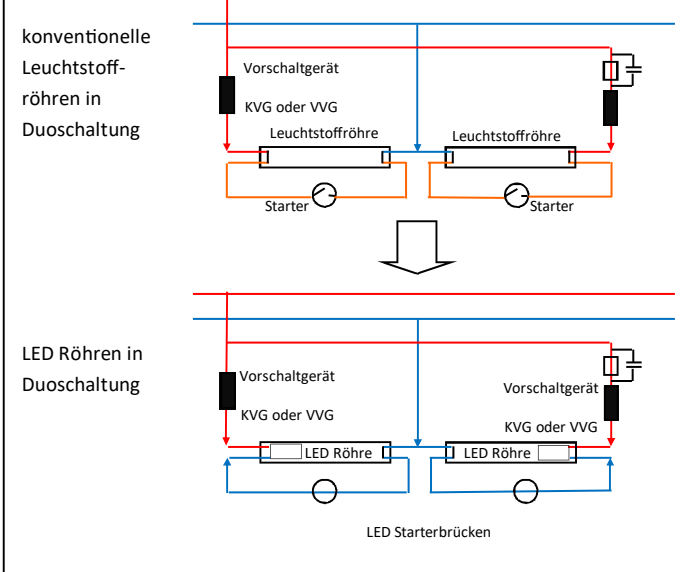 konventionelle
Leuchtstoff-
röhren in
Duoschaltung
Vorschaltgerät
KVG oder VVG
Leuchtstoffröhre
Leuchtstoffröhre
Starter
Starter
LED Röhren in
Duoschaltung
Vorschaltgerät
KVG oder VVG
Vorschaltgerät
KVG oder VVG
LED Röhre
LED Röhre
LED Starterbrücken